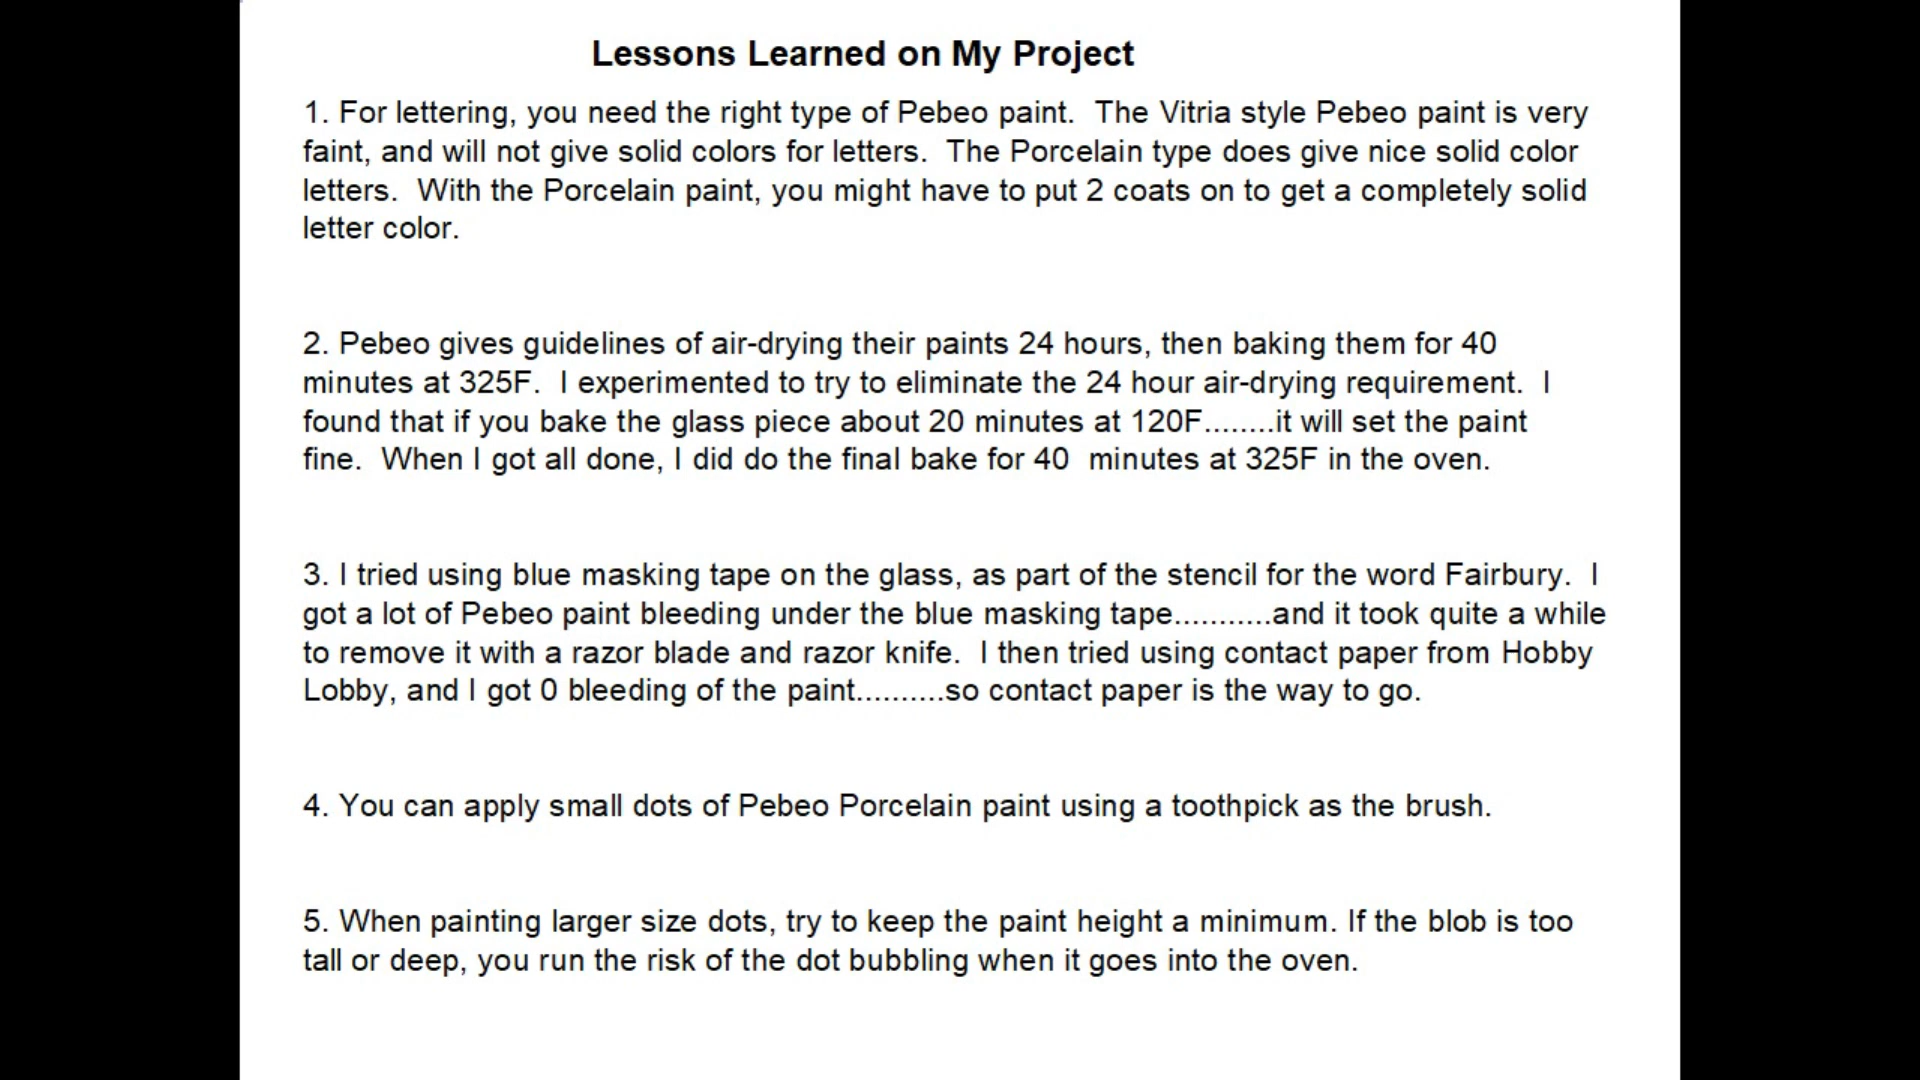 Lessons Learned on My Project
1. For lettering, you need the right type of Pebeo paint.  The Vitria style Pebeo paint is very
faint, and will not give solid colors for letters.  The Porcelain type does give nice solid color
letters.  With the Porcelain paint, you might have to put 2 coats on to get a completely solid
letter color.
2. Pebeo gives guidelines of air-drying their paints 24 hours, then baking them for 40
minutes at 325F.  I experimented to try to eliminate the 24 hour air-drying requirement.  I
found that if you bake the glass piece about 20 minutes at 120F........it will set the paint
fine.  When I got all done, I did do the final bake for 40  minutes at 325F in the oven.
3. I tried using blue masking tape on the glass, as part of the stencil for the word Fairbury.  I
got a lot of Pebeo paint bleeding under the blue masking tape...........and it took quite a while
to remove it with a razor blade and razor knife.  I then tried using contact paper from Hobby
Lobby, and I got 0 bleeding of the paint..........so contact paper is the way to go.
4. You can apply small dots of Pebeo Porcelain paint using a toothpick as the brush.
5. When painting larger size dots, try to keep the paint height a minimum. If the blob is too
tall or deep, you run the risk of the dot bubbling when it goes into the oven.